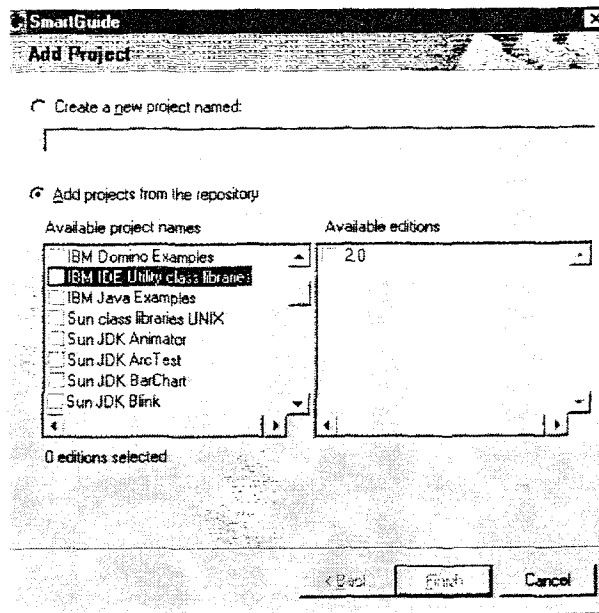 SmartGuide
Add Project
Create a new project named:
Add projects from the repository
Available project names
Available editions
IBM Domino Examples
IBM IDE Utility class libraries
IBM Java Examples
Sun class libraries UNIX
Sun JDK Animator
Sun JDK ArcTest
Sun JDK BarChart
Sun JDK Blink
2.0
0 editions selected
< Back
Finish
Cancel